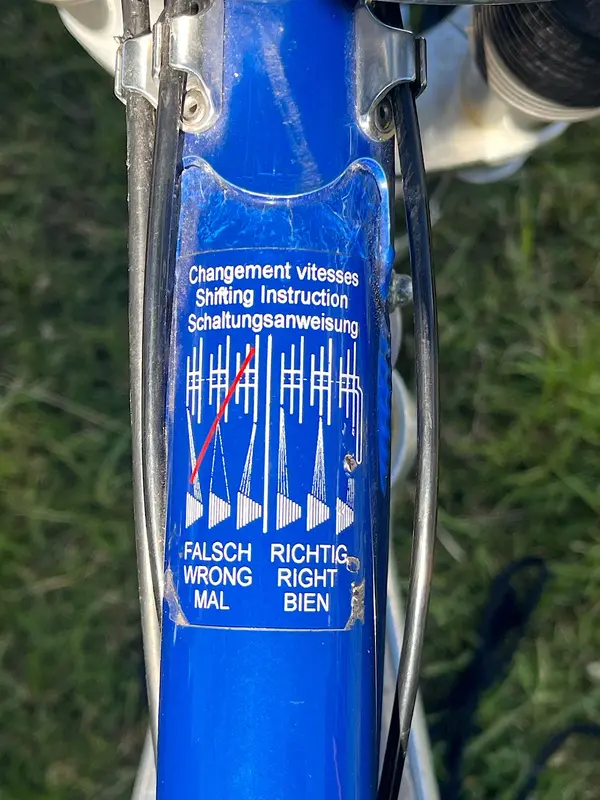 Changement vitesses
Shifting Instruction
Schaltungsanweisung
FALSCH RICHTIG
WRONG RIGHT
MAL BIEN